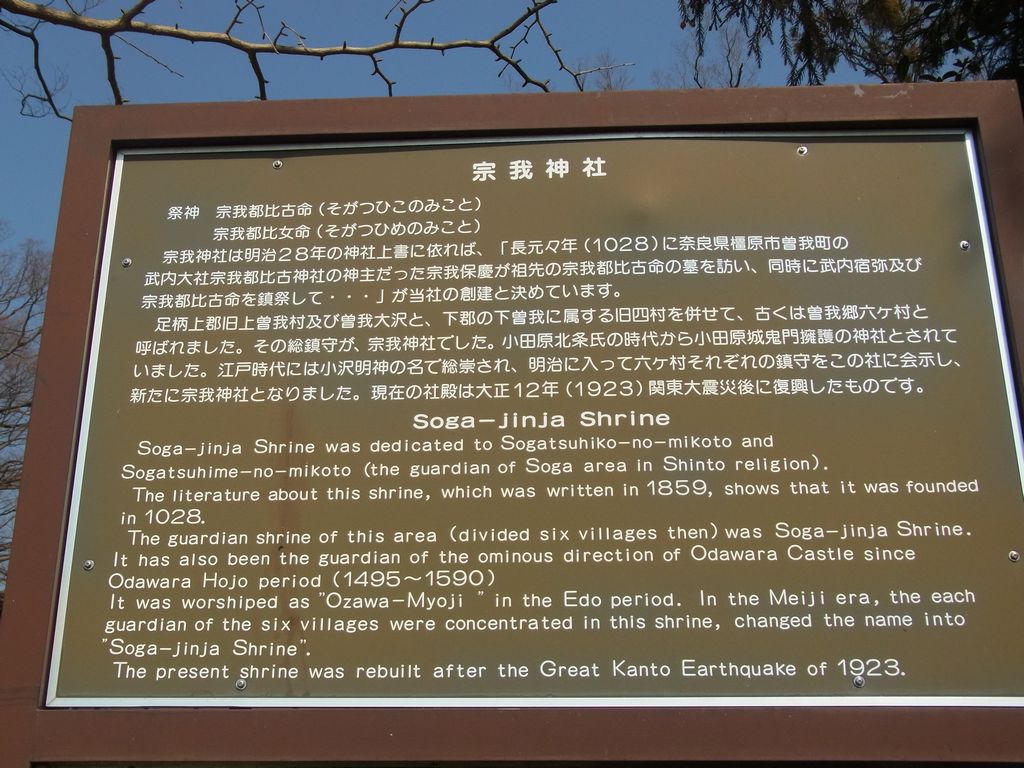 宗我神社
祭神 宗我都比古命(そがつひこのみこと)
宗我都比女命(そがつひめのみこと)
宗我神社は明治28年の神社上書に依れば、「長元々年(1028)に奈良県橿原市曽我町の
武内大社宗我都比古神社の神主だった宗我保慶が祖先の宗我都比古命の墓を訪い、同時に武内宿弥及び
宗我都比古命を鎮祭して・・・」が当社の創建と決めています。
足柄上郡旧上曽我村及び曽我大沢と、下郡の下曽我に属する旧四村を併せて、古くは曽我郷六ヶ村と
呼ばれました。その総鎮守が、宗我神社でした。小田原北条氏の時代から小田原城鬼門擁護の神社とされて
いました。江戸時代には小沢明神の名で総崇され、明治に入って六ヶ村それぞれの鎮守をこの社に会示し、
新たに宗我神社となりました。現在の社殿は大正12年(1923)関東大震災後に復興したものです。
Soga-jinja Shrine
Soga-jinja Shrine was dedicated to Sogatsuhiko-no-mikoto and
Sogatsuhime-no-mikoto (the guardian of Soga area in Shinto religion).
The literature about this shrine, which was written in 1859, shows that it was founded
in 1028.
The guardian shrine of this area (divided six villages then) was Soga-jinja Shrine.
It has also been the guardian of the ominous direction of Odawara Castle since
Odawara Hojo period (1495～1590)
It was worshiped as "Ozawa-Myoji " in the Edo period. In the Meiji era, the each
guardian of the six villages were concentrated in this shrine, changed the name into
"Soga-jinja Shrine".
The present shrine was rebuilt after the Great Kanto Earthquake of 1923.